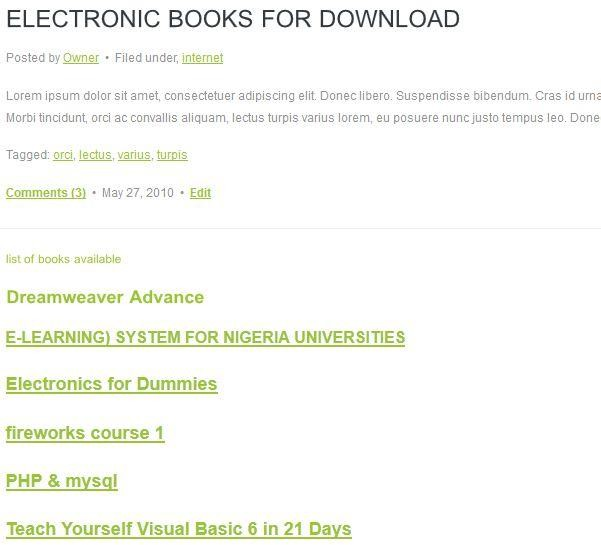 ELECTRONIC BOOKS FOR DOWNLOAD
Posted by Owner • Filed under, internet
Lorem ipsum dolor sit amet, consectetuer adipiscing elit. Donec libero. Suspendisse bibendum. Cras id urna
Morbi tincidunt, orci ac convallis aliquam, lectus turpis varius lorem, eu posuere nunc justo tempus leo. Done
Tagged: orci, lectus, varius, turpis
Comments (3) • May 27, 2010 • Edit
list of books available
Dreamweaver Advance
E-LEARNING) SYSTEM FOR NIGERIA UNIVERSITIES
Electronics for Dummies
fireworks course 1
PHP & mysql
Teach Yourself Visual Basic 6 in 21 Days